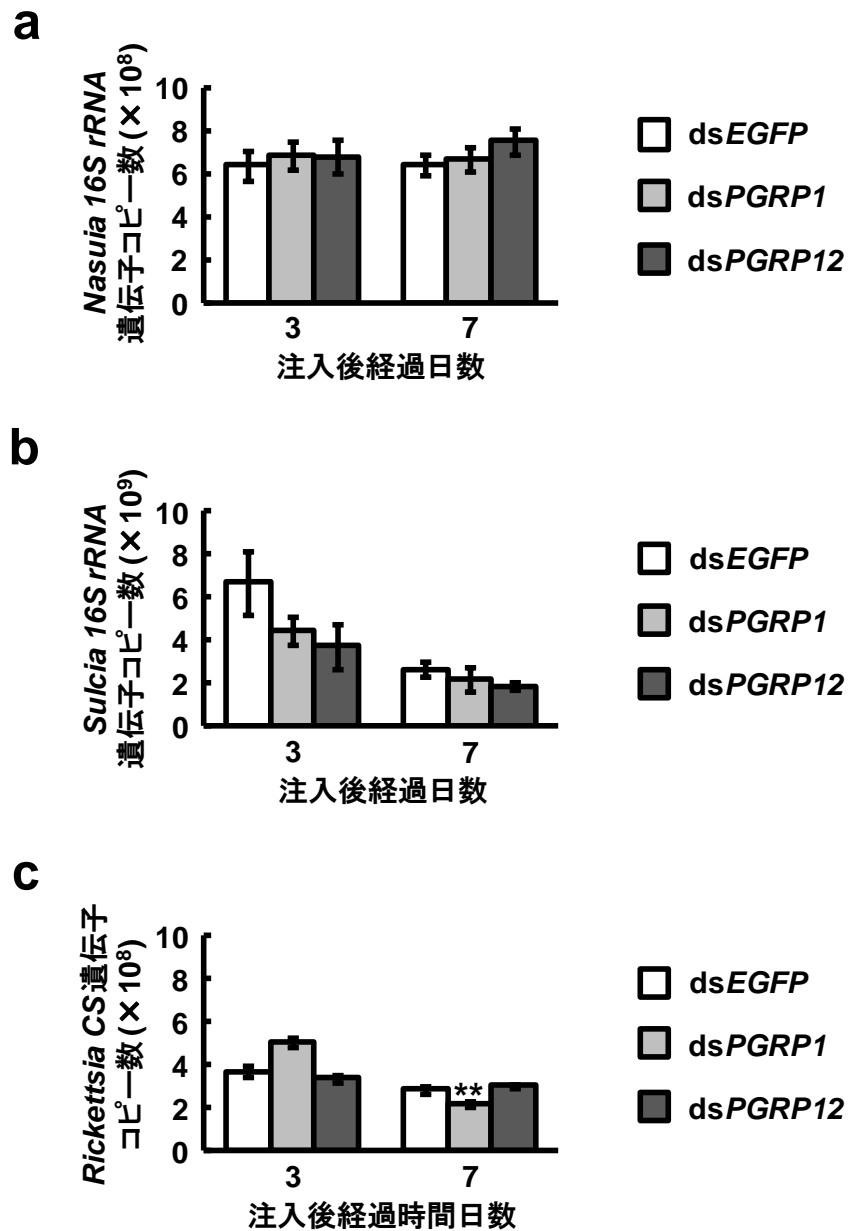 a
Nasuia 16S rRNA
遺伝子コピー数 (×10⁸)
10
8
6
4
2
0
3
7
注入後経過日数
dsEGFP
dsPGRP1
dsPGRP12
b
Sulcia 16S rRNA
遺伝子コピー数 (×10⁹)
10
8
6
4
2
0
3
7
注入後経過日数
dsEGFP
dsPGRP1
dsPGRP12
c
Rickettsia CS遺伝子
コピー数 (×10⁸)
10
8
6
4
2
0
**
3
7
注入後経過時間日数
dsEGFP
dsPGRP1
dsPGRP12